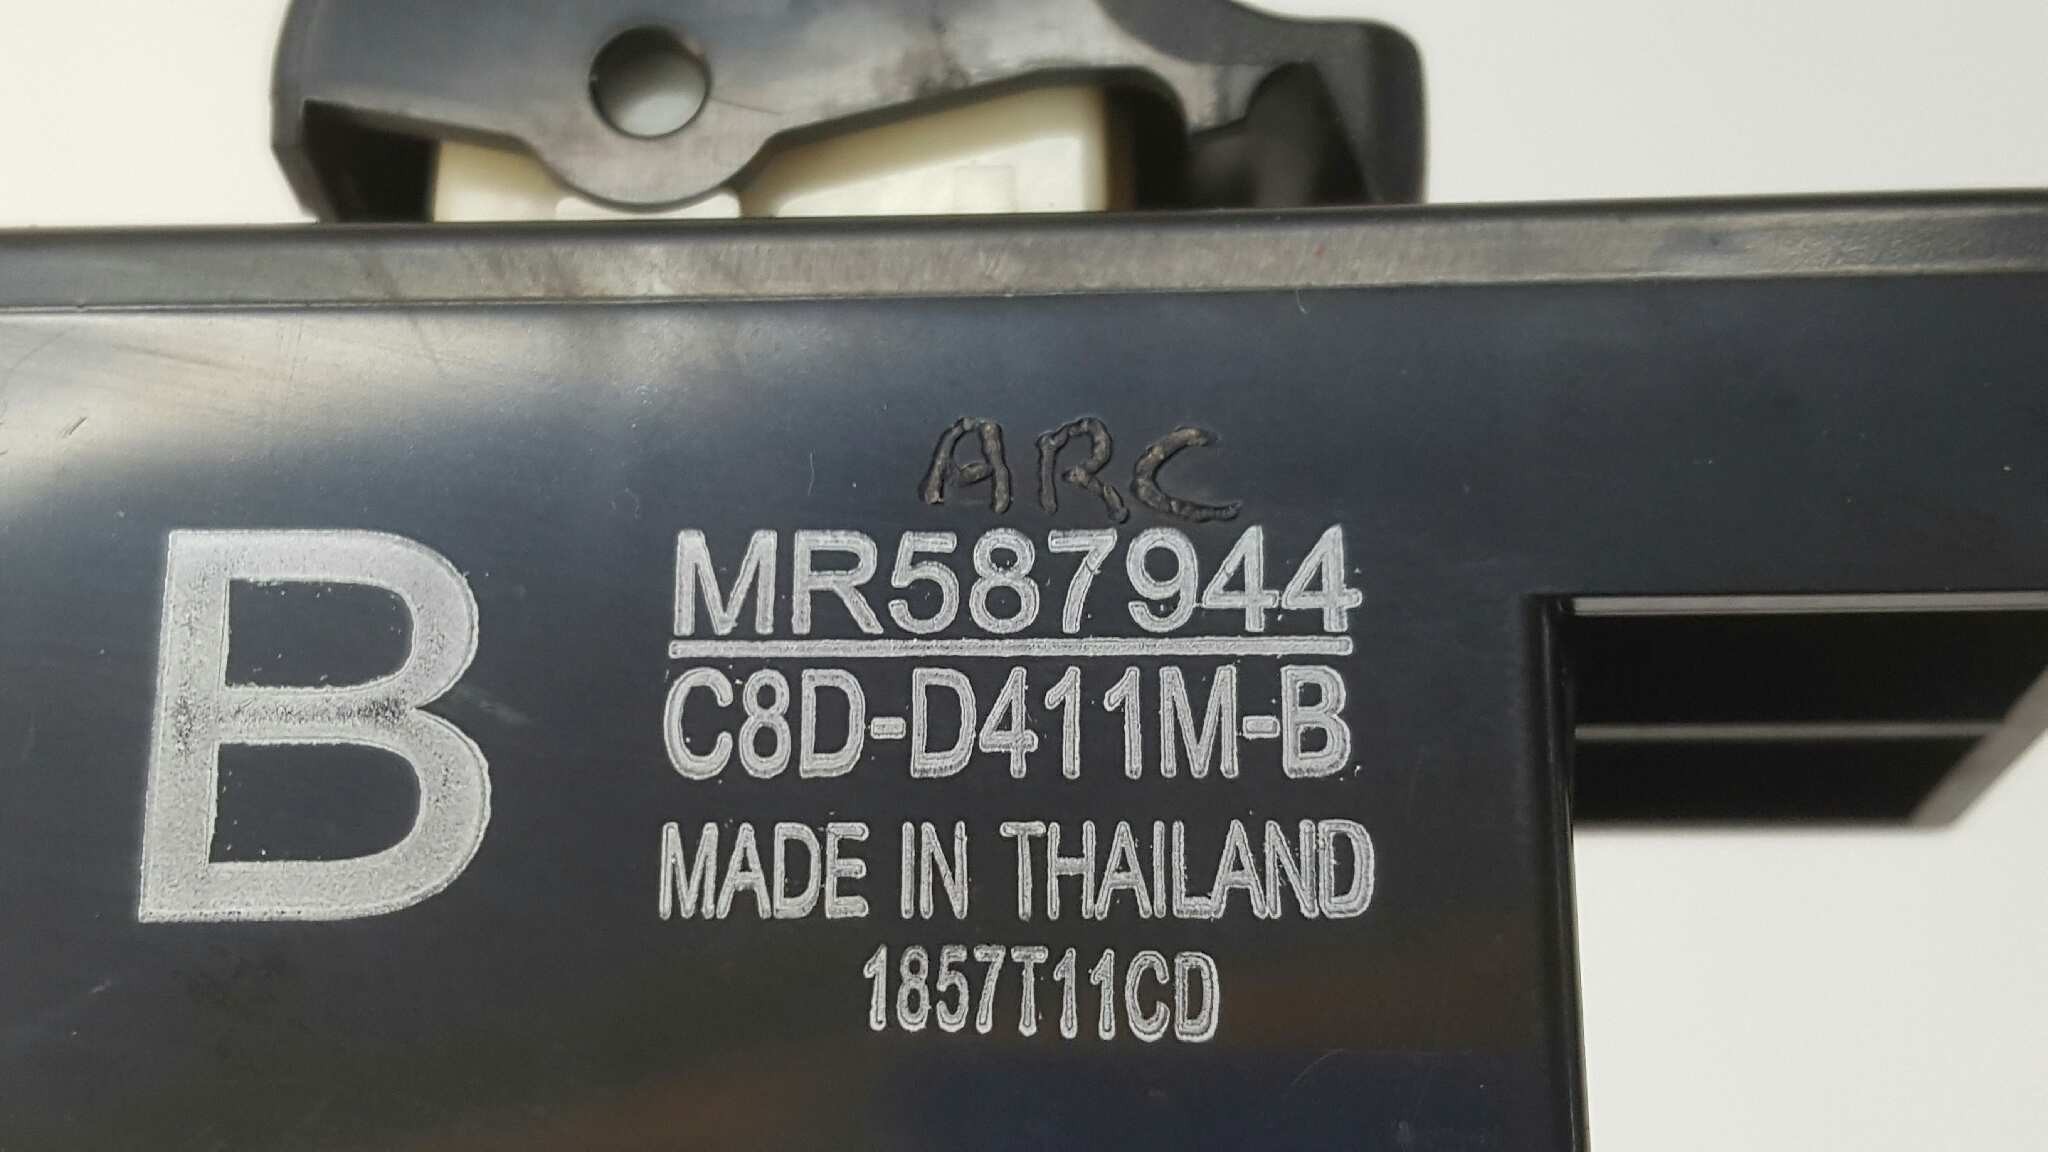 ARC
B
MR587944
C8D-D411M-B
MADE IN THAILAND
1857T11CD